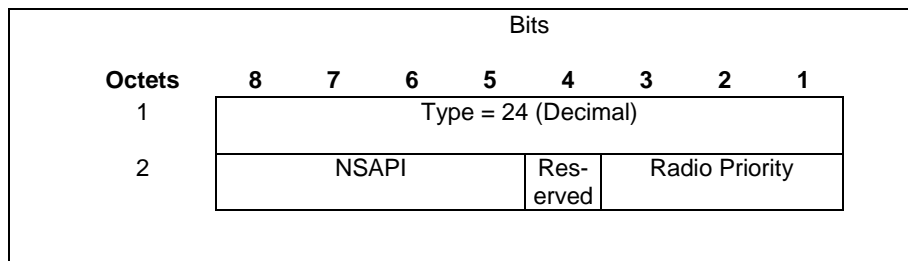 Bits
Octets 8 7 6 5 4 3 2 1
1 Type = 24 (Decimal)
2 NSAPI Res- Radio Priority
erved